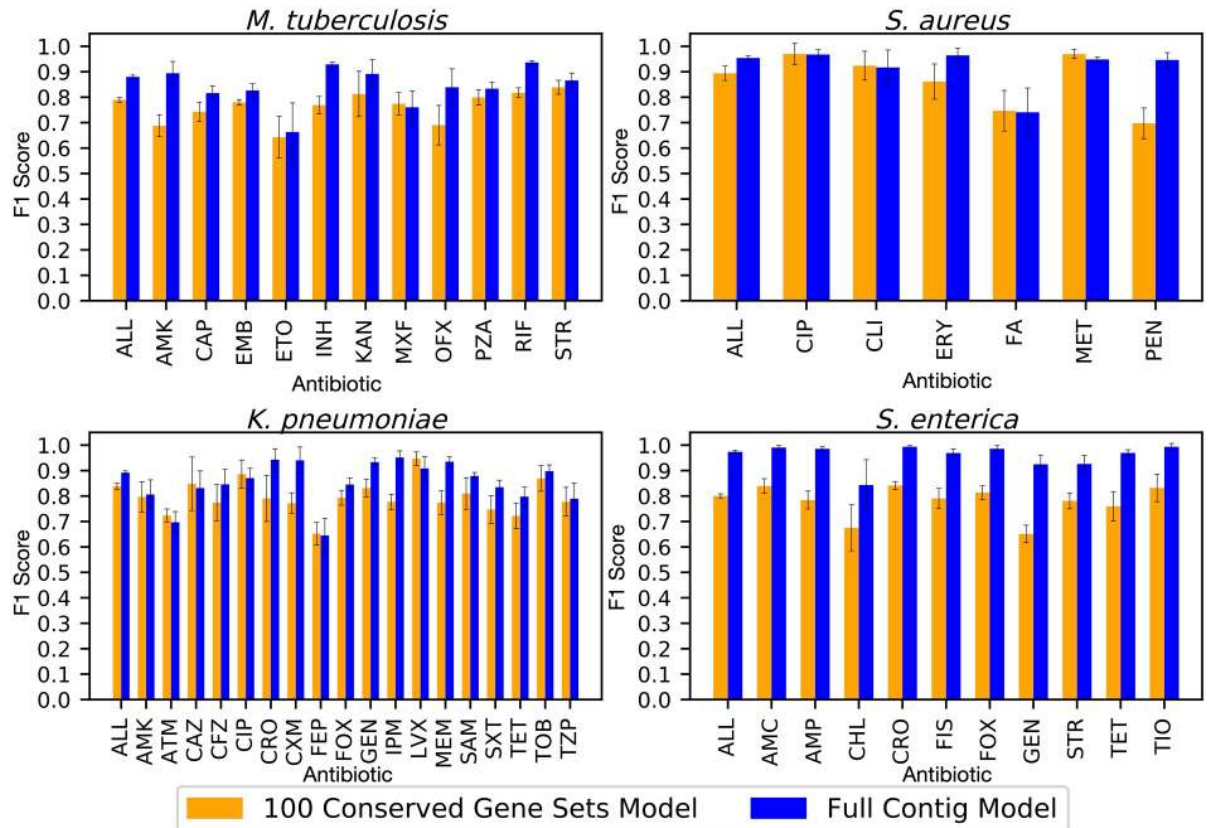 M. tuberculosis
1.0
0.9
0.8
0.7
0.6
0.5
0.4
0.3
0.2
0.1
0.0
F1 Score
ALL
AMK
CAP
EMB
ETO
INH
KAN
MXF
OFX
PZA
RIF
STR
Antibiotic
S. aureus
1.0
0.9
0.8
0.7
0.6
0.5
0.4
0.3
0.2
0.1
0.0
F1 Score
ALL
CIP
CLI
ERY
FA
MET
PEN
Antibiotic
K. pneumoniae
1.0
0.9
0.8
0.7
0.6
0.5
0.4
0.3
0.2
0.1
0.0
F1 Score
ALL
AMK
ATM
CAZ
CFZ
CIP
CRO
CXM
FEP
FOX
GEN
IPM
LVX
MEM
SAM
SXT
TET
TOB
TZP
Antibiotic
S. enterica
1.0
0.9
0.8
0.7
0.6
0.5
0.4
0.3
0.2
0.1
0.0
F1 Score
ALL
AMC
AMP
CHL
CRO
FIS
FOX
GEN
STR
TET
TIO
Antibiotic
100 Conserved Gene Sets Model
Full Contig Model